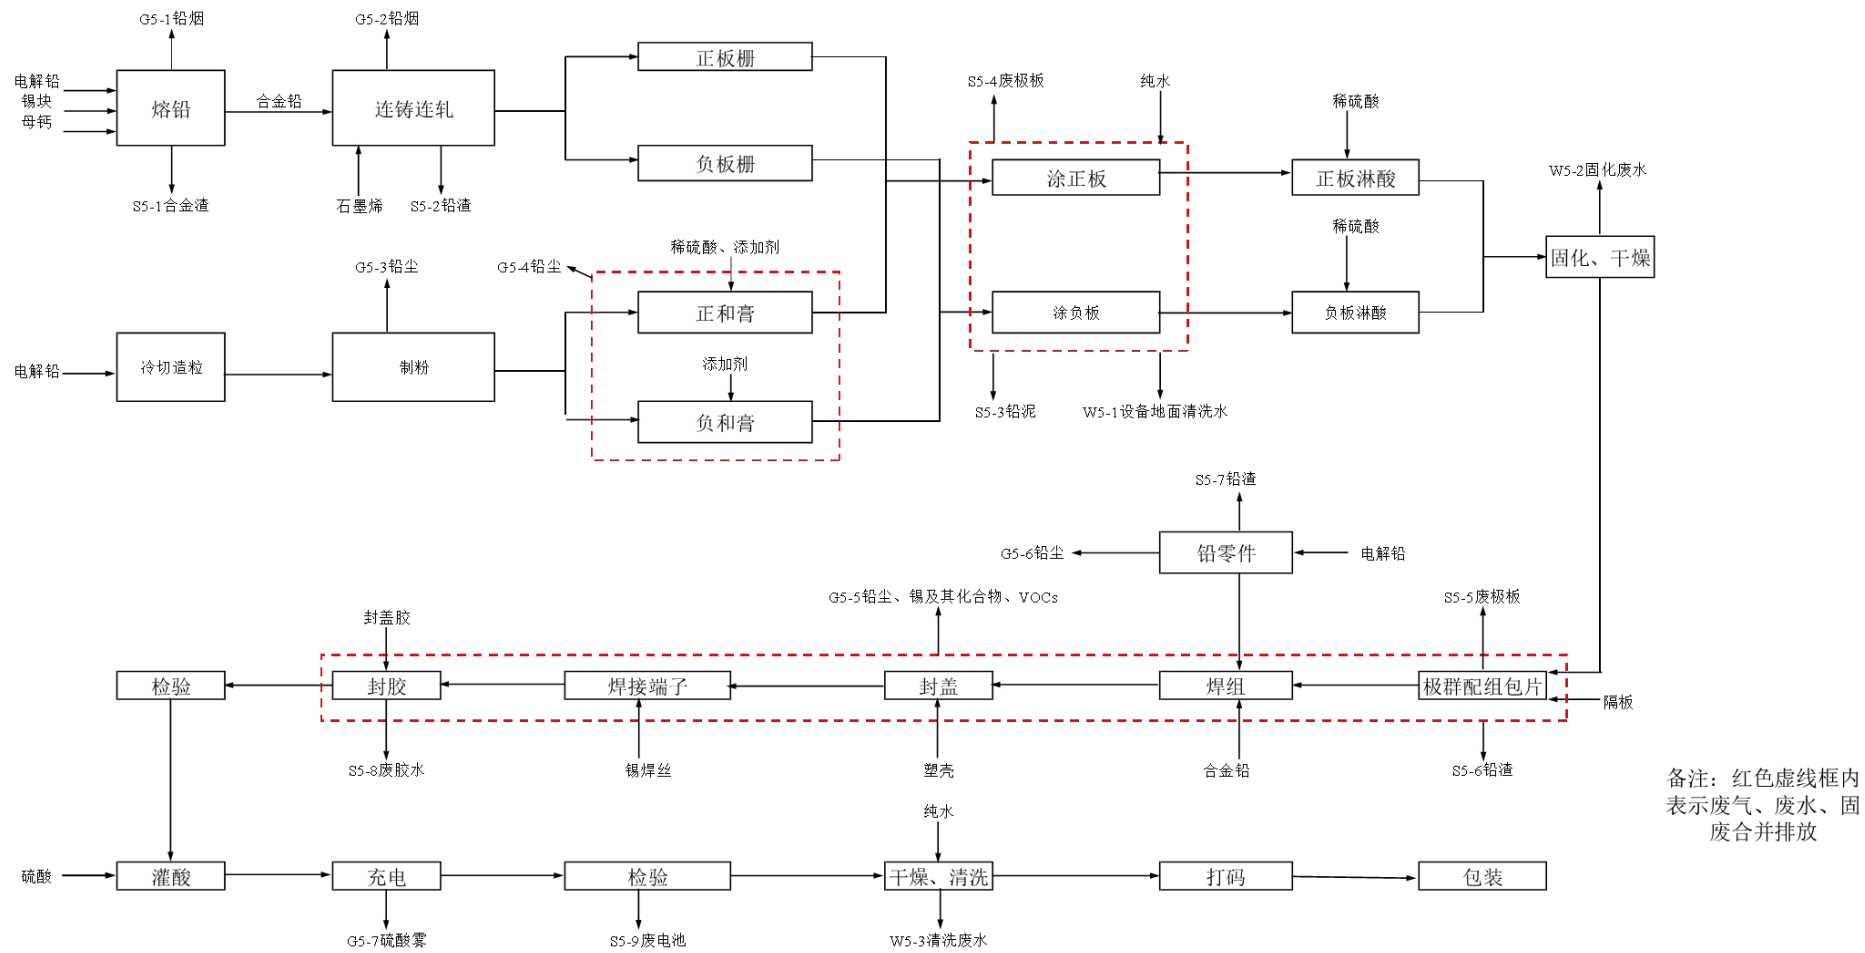 G5-1铅烟
G5-2铅烟
电解铅
锡块
母钙
熔铅
合金铅
连铸连轧
正板栅
负板栅
S5-1合金渣
石墨烯
S5-2铅渣
S5-4废极板
纯水
稀硫酸
涂正板
正板淋酸
W5-2固化废水
稀硫酸
固化、干燥
涂负板
负板淋酸
G5-3铅尘
G5-4铅尘
稀硫酸、添加剂
正和膏
电解铅
冷切造粒
制粉
添加剂
负和膏
S5-3铅泥
W5-1设备地面清洗水
S5-7铅渣
G5-6铅尘
铅零件
电解铅
G5-5铅尘、锡及其化合物、VOCs
S5-5废极板
封盖胶
检验
封胶
焊接端子
封盖
焊组
极群配组包片
隔板
S5-8废胶水
锡焊丝
塑壳
合金铅
S5-6铅渣
备注：红色虚线框内
表示废气、废水、固
废合并排放
纯水
硫酸
灌酸
充电
检验
干燥、清洗
打码
包装
G5-7硫酸雾
S5-9废电池
W5-3清洗废水